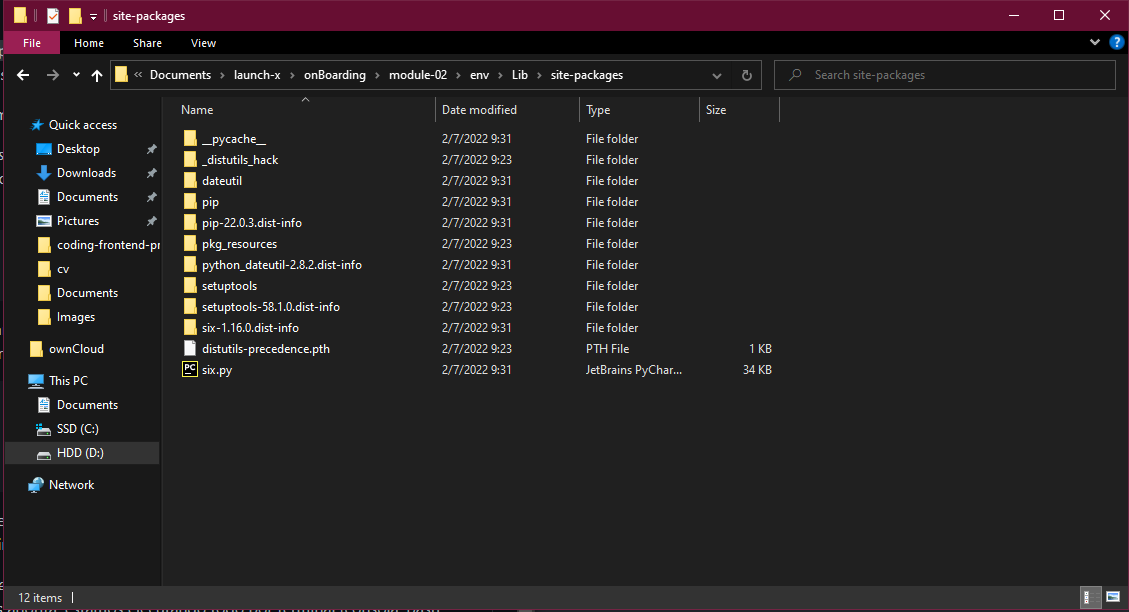 site-packages
File Home Share View
« Documents › launch-x › onBoarding › module-02 › env › Lib › site-packages Search site-packages
Name Date modified Type Size
Quick access
Desktop
Downloads
Documents
Pictures
coding-frontend-pr
cv
Documents
Images
ownCloud
This PC
Documents
SSD (C:)
HDD (D:)
Network
__pycache__ 2/7/2022 9:31 File folder
_distutils_hack 2/7/2022 9:23 File folder
dateutil 2/7/2022 9:31 File folder
pip 2/7/2022 9:31 File folder
pip-22.0.3.dist-info 2/7/2022 9:31 File folder
pkg_resources 2/7/2022 9:23 File folder
python_dateutil-2.8.2.dist-info 2/7/2022 9:31 File folder
setuptools 2/7/2022 9:23 File folder
setuptools-58.1.0.dist-info 2/7/2022 9:23 File folder
six-1.16.0.dist-info 2/7/2022 9:31 File folder
distutils-precedence.pth 2/7/2022 9:23 PTH File 1 KB
PC six.py 2/7/2022 9:31 JetBrains PyChar... 34 KB
12 items